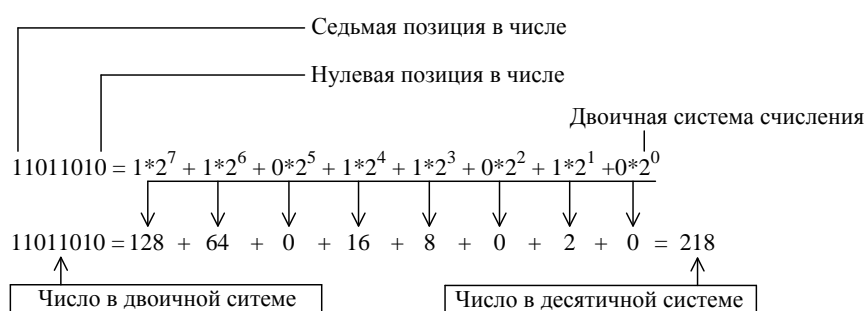 Седьмая позиция в числе
Нулевая позиция в числе
Двоичная система счисления
11011010 = 1*2^7 + 1*2^6 + 0*2^5 + 1*2^4 + 1*2^3 + 0*2^2 + 1*2^1 +0*2^0
11011010 = 128 + 64 + 0 + 16 + 8 + 0 + 2 + 0 = 218
Число в двоичной ситеме
Число в десятичной системе